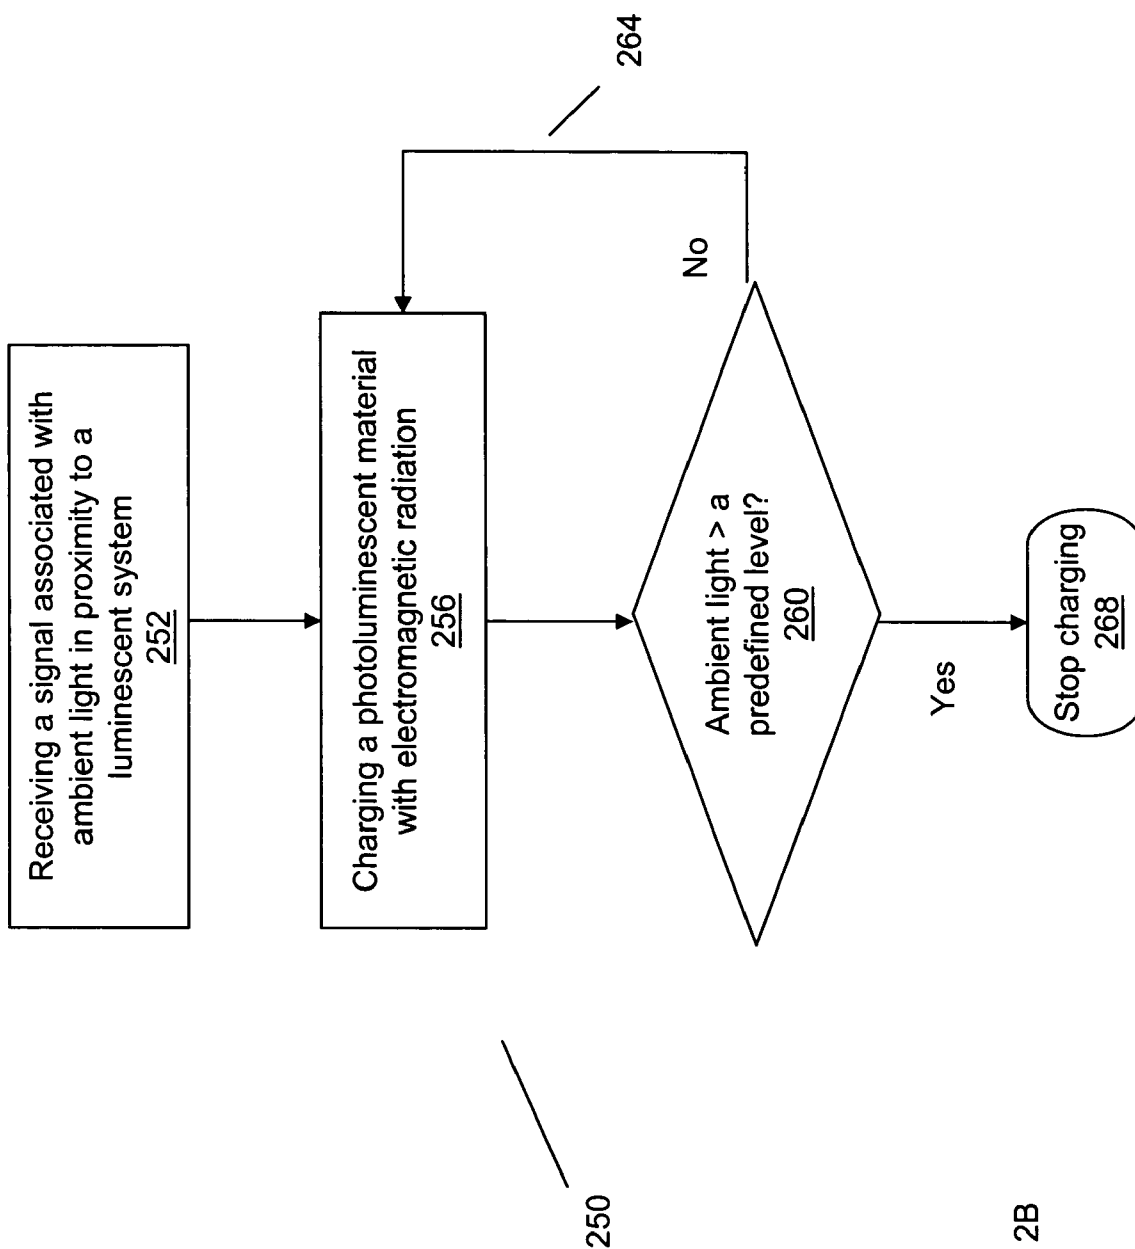 Receiving a signal associated with
ambient light in proximity to a
luminescent system
252
Charging a photoluminescent material
with electromagnetic radiation
256
264
No
Ambient light > a
predefined level?
260
Yes
Stop charging
268
250
2B